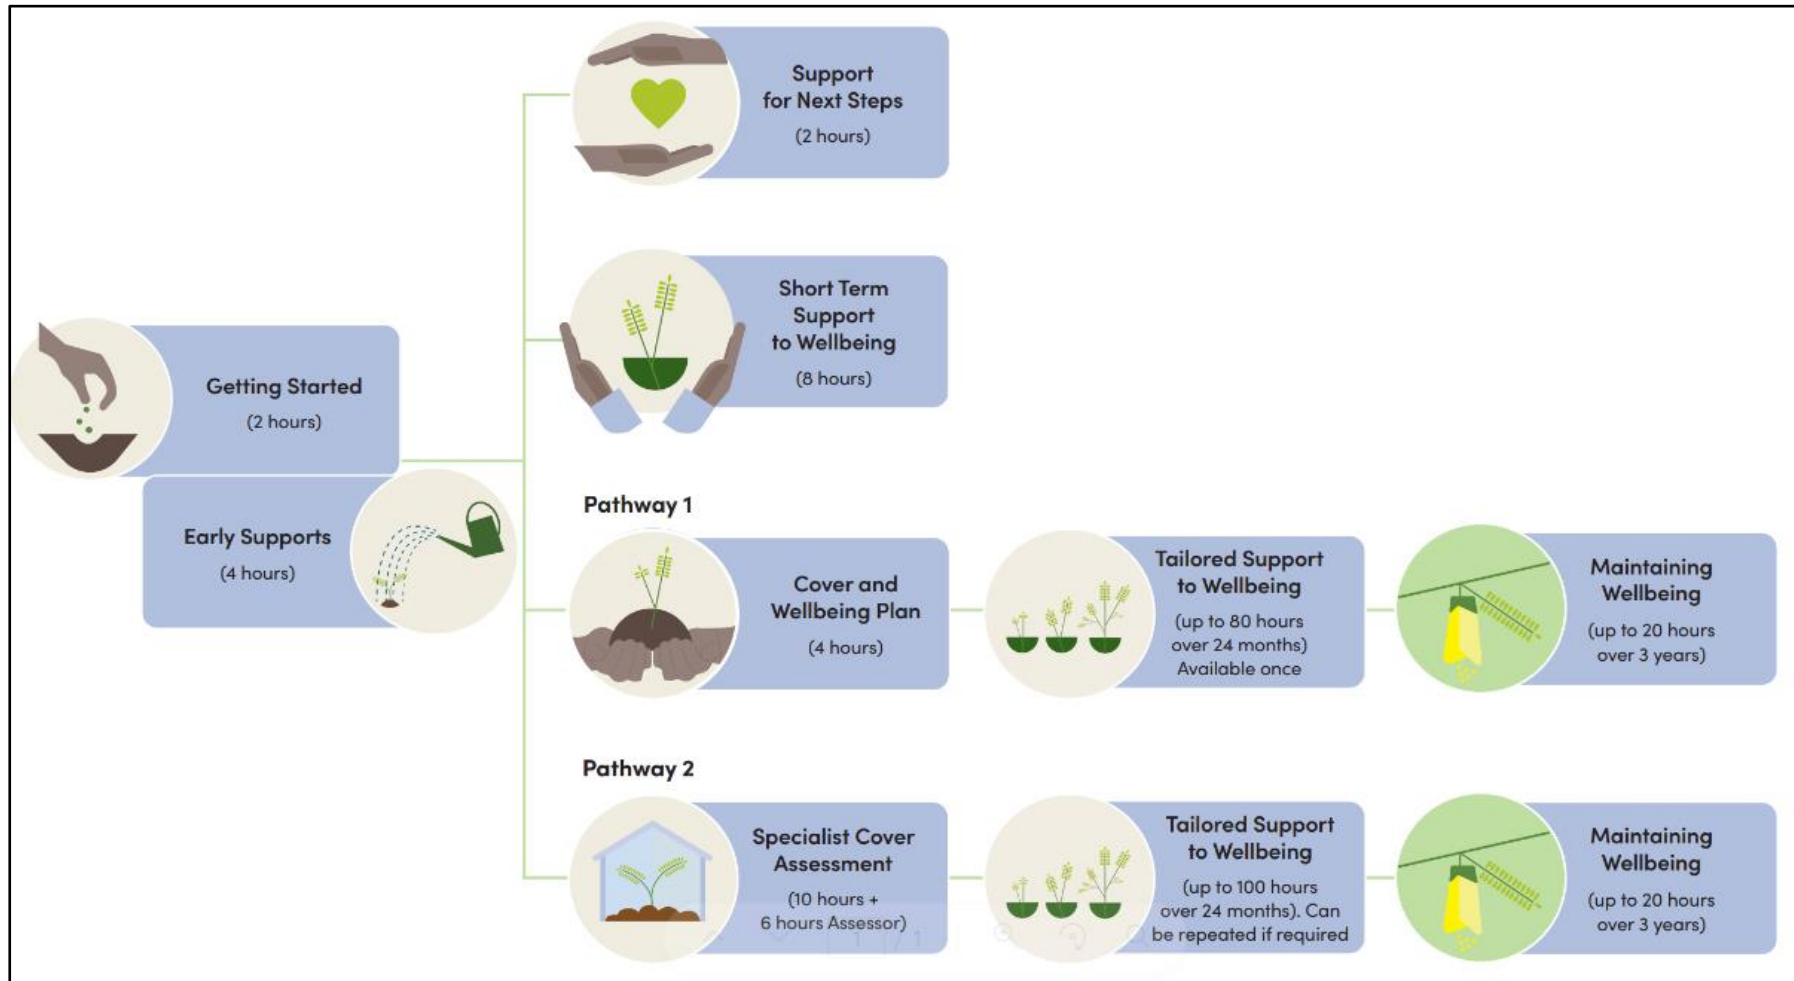 Getting Started
(2 hours)
Early Supports
(4 hours)
Support
for Next Steps
(2 hours)
Short Term
Support
to Wellbeing
(8 hours)
Pathway 1
Cover and
Wellbeing Plan
(4 hours)
Tailored Support
to Wellbeing
(up to 80 hours
over 24 months)
Available once
Maintaining
Wellbeing
(up to 20 hours
over 3 years)
Pathway 2
Specialist Cover
Assessment
(10 hours +
6 hours Assessor)
Tailored Support
to Wellbeing
(up to 100 hours
over 24 months). Can
be repeated if required
Maintaining
Wellbeing
(up to 20 hours
over 3 years)
1 / 1